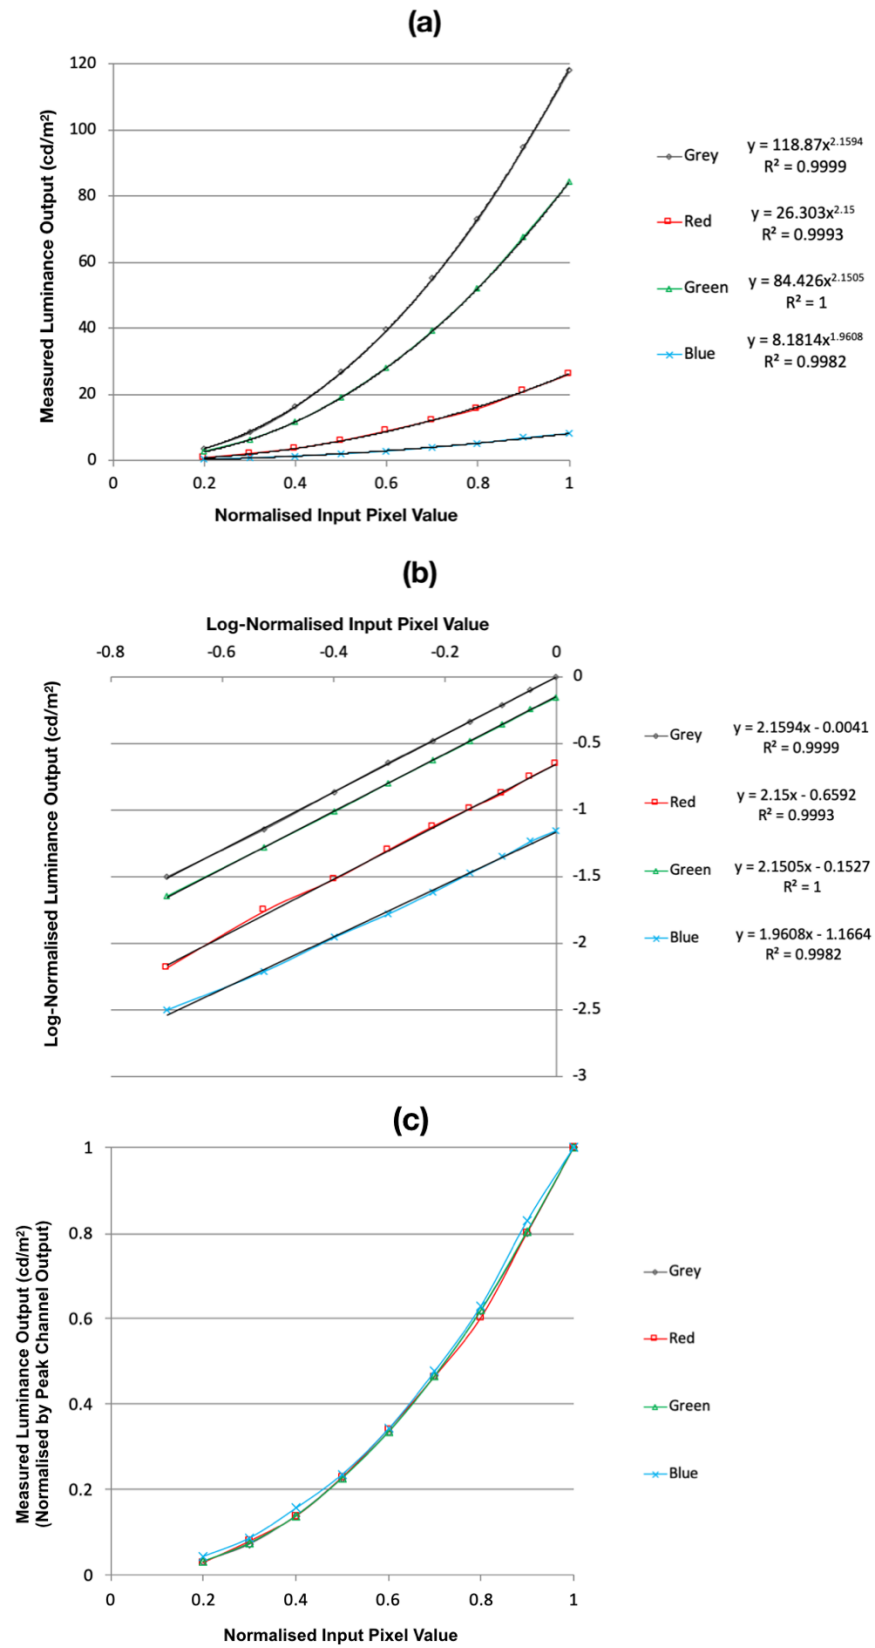 (a)
Measured Luminance Output (cd/m²)
120
100
80
60
40
20
0
0 0.2 0.4 0.6 0.8 1
Normalised Input Pixel Value
Grey y = 118.87x^2.1594
R² = 0.9999
Red y = 26.303x^2.15
R² = 0.9993
Green y = 84.426x^2.1505
R² = 1
Blue y = 8.1814x^1.9608
R² = 0.9982
(b)
Log-Normalised Input Pixel Value
-0.8 -0.6 -0.4 -0.2 0
Log-Normalised Luminance Output (cd/m²)
0
-0.5
-1
-1.5
-2
-2.5
-3
Grey y = 2.1594x - 0.0041
R² = 0.9999
Red y = 2.15x - 0.6592
R² = 0.9993
Green y = 2.1505x - 0.1527
R² = 1
Blue y = 1.9608x - 1.1664
R² = 0.9982
(c)
Measured Luminance Output (cd/m²)
(Normalised by Peak Channel Output)
1
0.8
0.6
0.4
0.2
0
0 0.2 0.4 0.6 0.8 1
Normalised Input Pixel Value
Grey
Red
Green
Blue